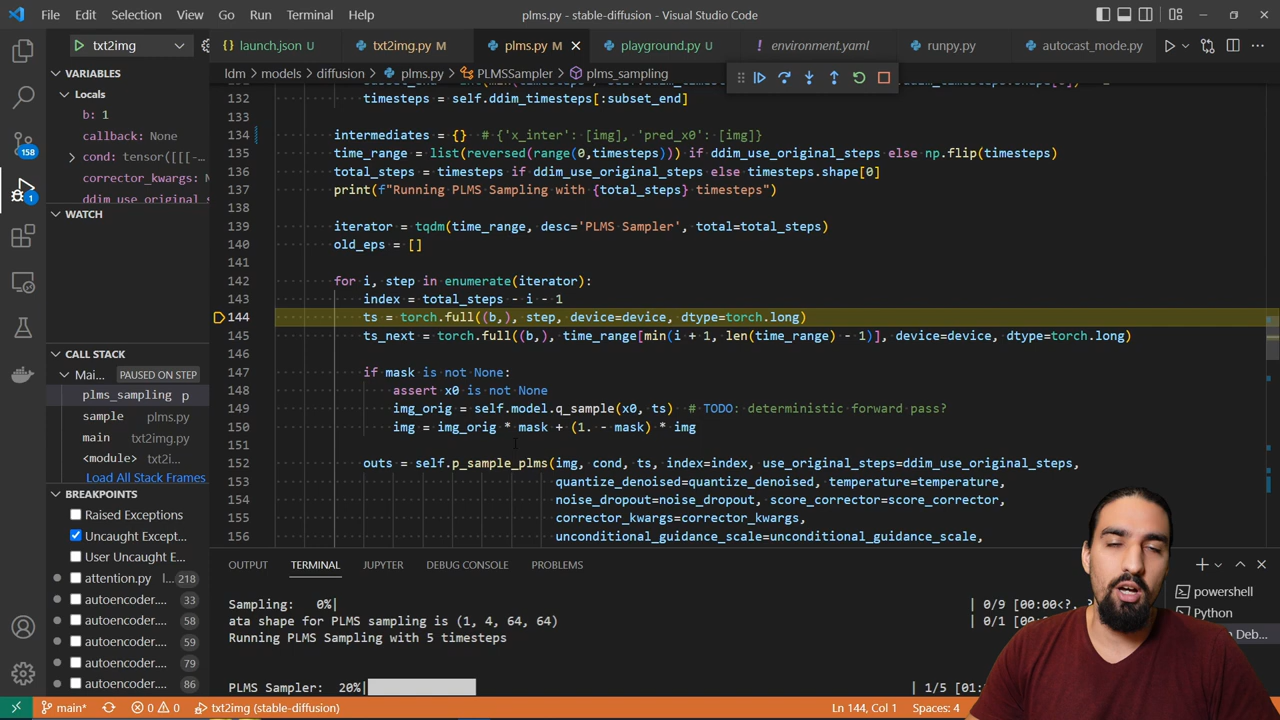 File Edit Selection View Go Run Terminal Help plms.py - stable-diffusion - Visual Studio Code
txt2img launch.json M txt2img.py M plms.py M playground.py M ! environment.yaml runpy.py autocast_mode.py
ldm > models > diffusion > plms.py > PLMSSampler > plms_sampling
VARIABLES
Locals
b: 1
callback: None
cond: tensor([[[-…
corrector_kwargs:
ddim_use_original_s
WATCH
CALL STACK
Mai... PAUSED ON STEP
plms_sampling p
sample plms.py
main txt2img.py
<module> txt2i...
Load All Stack Frames
BREAKPOINTS
Raised Exceptions
Uncaught Except...
User Uncaught E...
attention.py l... 218
autoencoder.... 33
autoencoder.... 58
autoencoder.... 59
autoencoder.... 79
autoencoder.... 86
158
1
132 timesteps = self.ddim_timesteps[:subset_end]
133
134 intermediates = {} # {'x_inter': [img], 'pred_x0': [img]}
135 time_range = list(reversed(range(0,timesteps))) if ddim_use_original_steps else np.flip(timesteps)
136 total_steps = timesteps if ddim_use_original_steps else timesteps.shape[0]
137 print(f"Running PLMS Sampling with {total_steps} timesteps")
138
139 iterator = tqdm(time_range, desc='PLMS Sampler', total=total_steps)
140 old_eps = []
141
142 for i, step in enumerate(iterator):
143 index = total_steps - i - 1
144 ts = torch.full((b,), step, device=device, dtype=torch.long)
145 ts_next = torch.full((b,), time_range[min(i + 1, len(time_range) - 1)], device=device, dtype=torch.long)
146
147 if mask is not None:
148 assert x0 is not None
149 img_orig = self.model.q_sample(x0, ts) # TODO: deterministic forward pass?
150 img = img_orig * mask + (1. - mask) * img
151
152 outs = self.p_sample_plms(img, cond, ts, index=index, use_original_steps=ddim_use_original_steps,
153 quantize_denoised=quantize_denoised, temperature=temperature,
154 noise_dropout=noise_dropout, score_corrector=score_corrector,
155 corrector_kwargs=corrector_kwargs,
156 unconditional_guidance_scale=unconditional_guidance_scale,
OUTPUT TERMINAL JUPYTER DEBUG CONSOLE PROBLEMS
Sampling: 0%| | 0/9 [00:00<?, ?
ata shape for PLMS sampling is (1, 4, 64, 64) | 0/1 [00:
Running PLMS Sampling with 5 timesteps
PLMS Sampler: 20%| | 1/5 [01:
powershell
Python
Deb...
main* 0 0 txt2img (stable-diffusion) Ln 144, Col 1 Spaces: 4